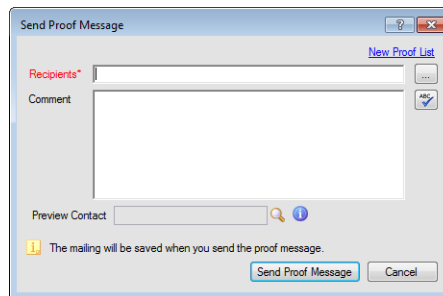 Send Proof Message
New Proof List
Recipients*
...
Comment
ABC
Preview Contact
The mailing will be saved when you send the proof message.
Send Proof Message Cancel